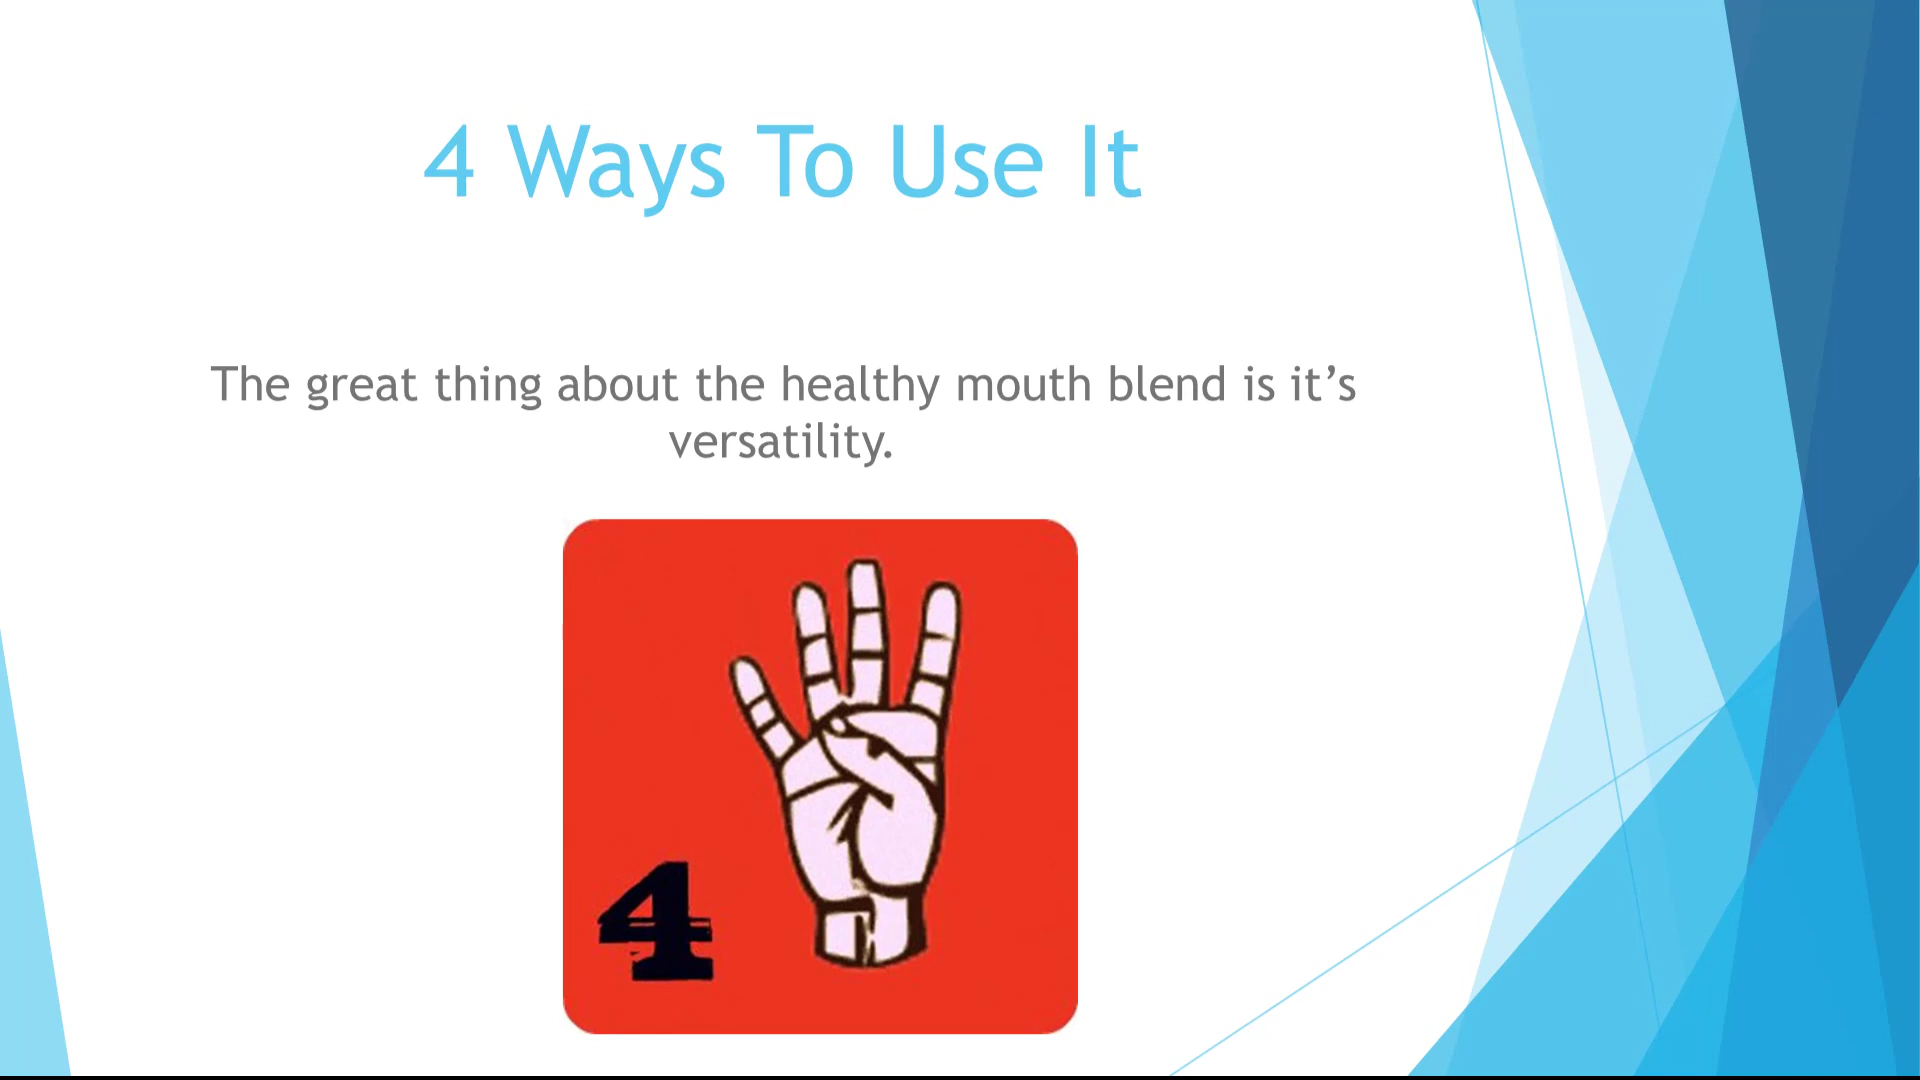 4 Ways To Use It
The great thing about the healthy mouth blend is it’s
versatility.
4